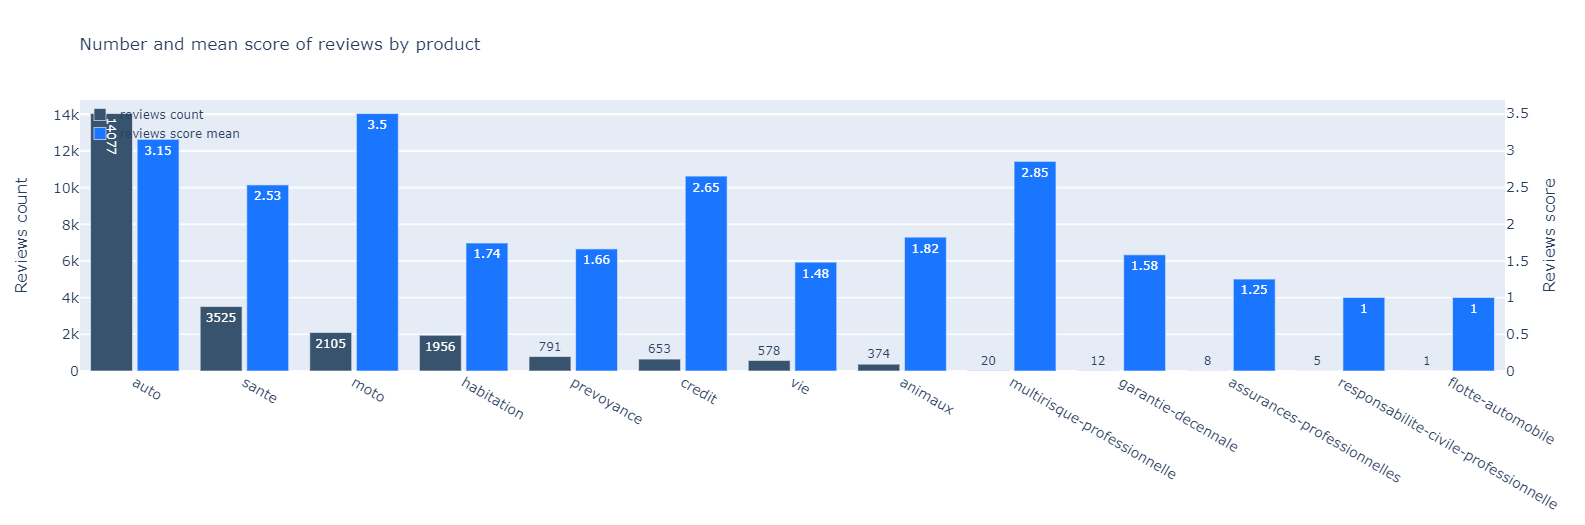 Number and mean score of reviews by product
reviews count
reviews score mean
Reviews count
14k
12k
10k
8k
6k
4k
2k
0
14077
3.15
3525
2.53
2105
3.5
1956
1.74
791
1.66
653
2.65
578
1.48
374
1.82
20
2.85
12
1.58
8
1.25
5
1
1
1
3.5
3
2.5
2
1.5
1
0.5
0
Reviews score
auto
sante
moto
habitation
prevoyance
credit
vie
animaux
multirisque-professionnelle
garantie-decennale
assurances-professionnelles
responsabilite-civile-professionnelle
flotte-automobile